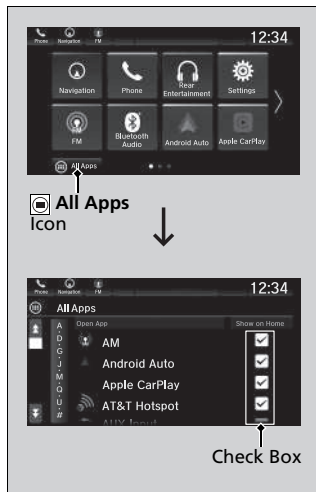 Phone Navigation FM 12:34
Navigation Phone Rear Entertainment Settings
FM Bluetooth Audio Android Auto Apple CarPlay
All Apps
All Apps
Icon
Phone Navigation FM 12:34
All Apps
Open App Show on Home
A
D
G
J
M
Q
U
#
AM
Android Auto
Apple CarPlay
AT&T Hotspot
AUX Input
Check Box